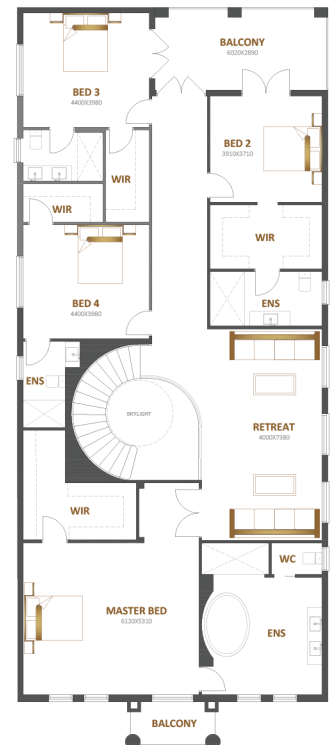 BALCONY
6020X2890
BED 3
4400X3980
BED 2
3910X3710
WIR
WIR
WIR
BED 4
4400X3980
ENS
ENS
SKYLIGHT
RETREAT
4000X7380
WIR
WC
MASTER BED
6120X5310
ENS
BALCONY